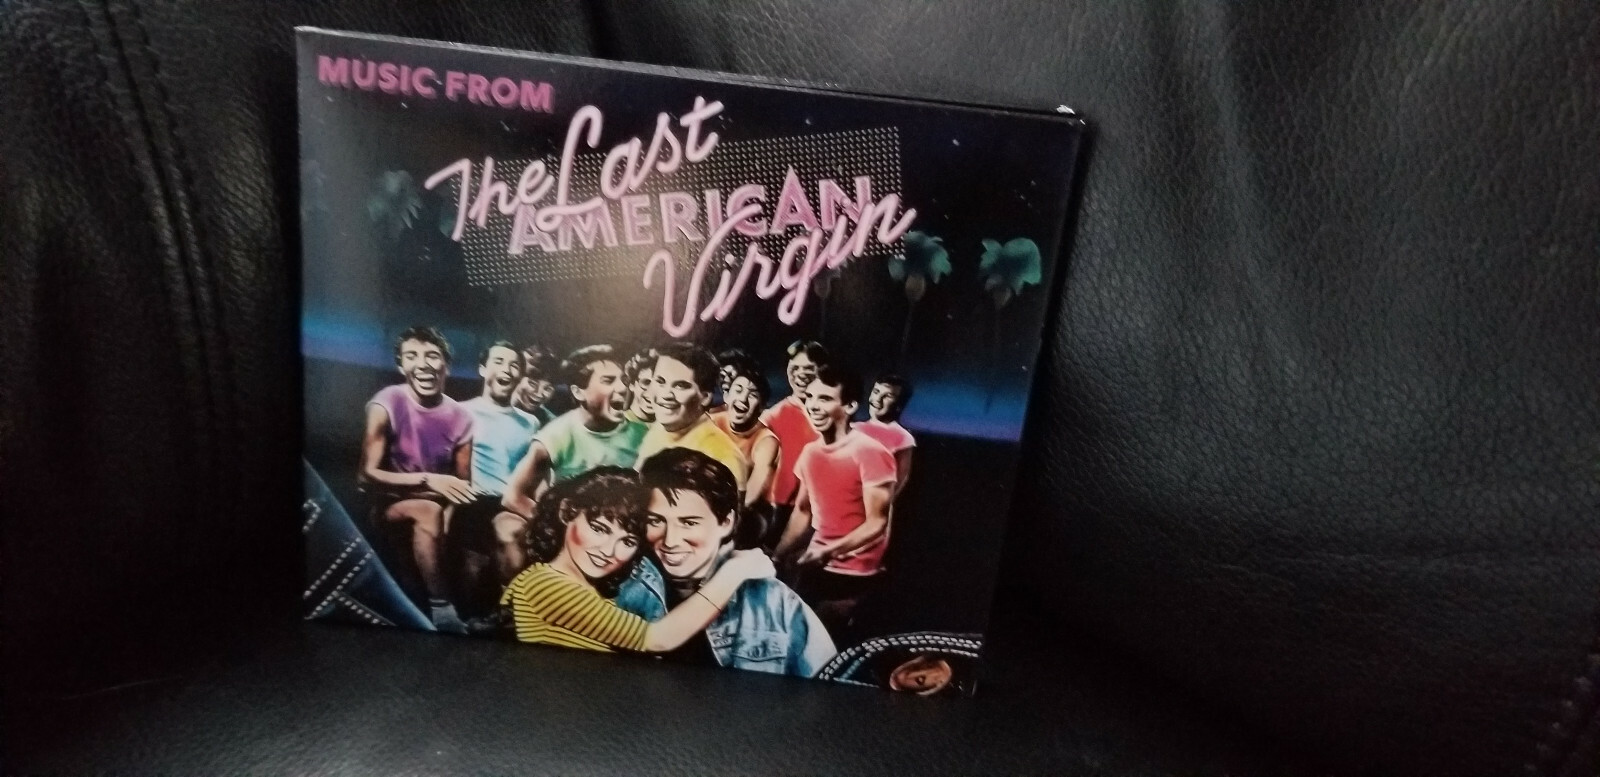 MUSIC FROM
The Last
AMERICAN
Virgin